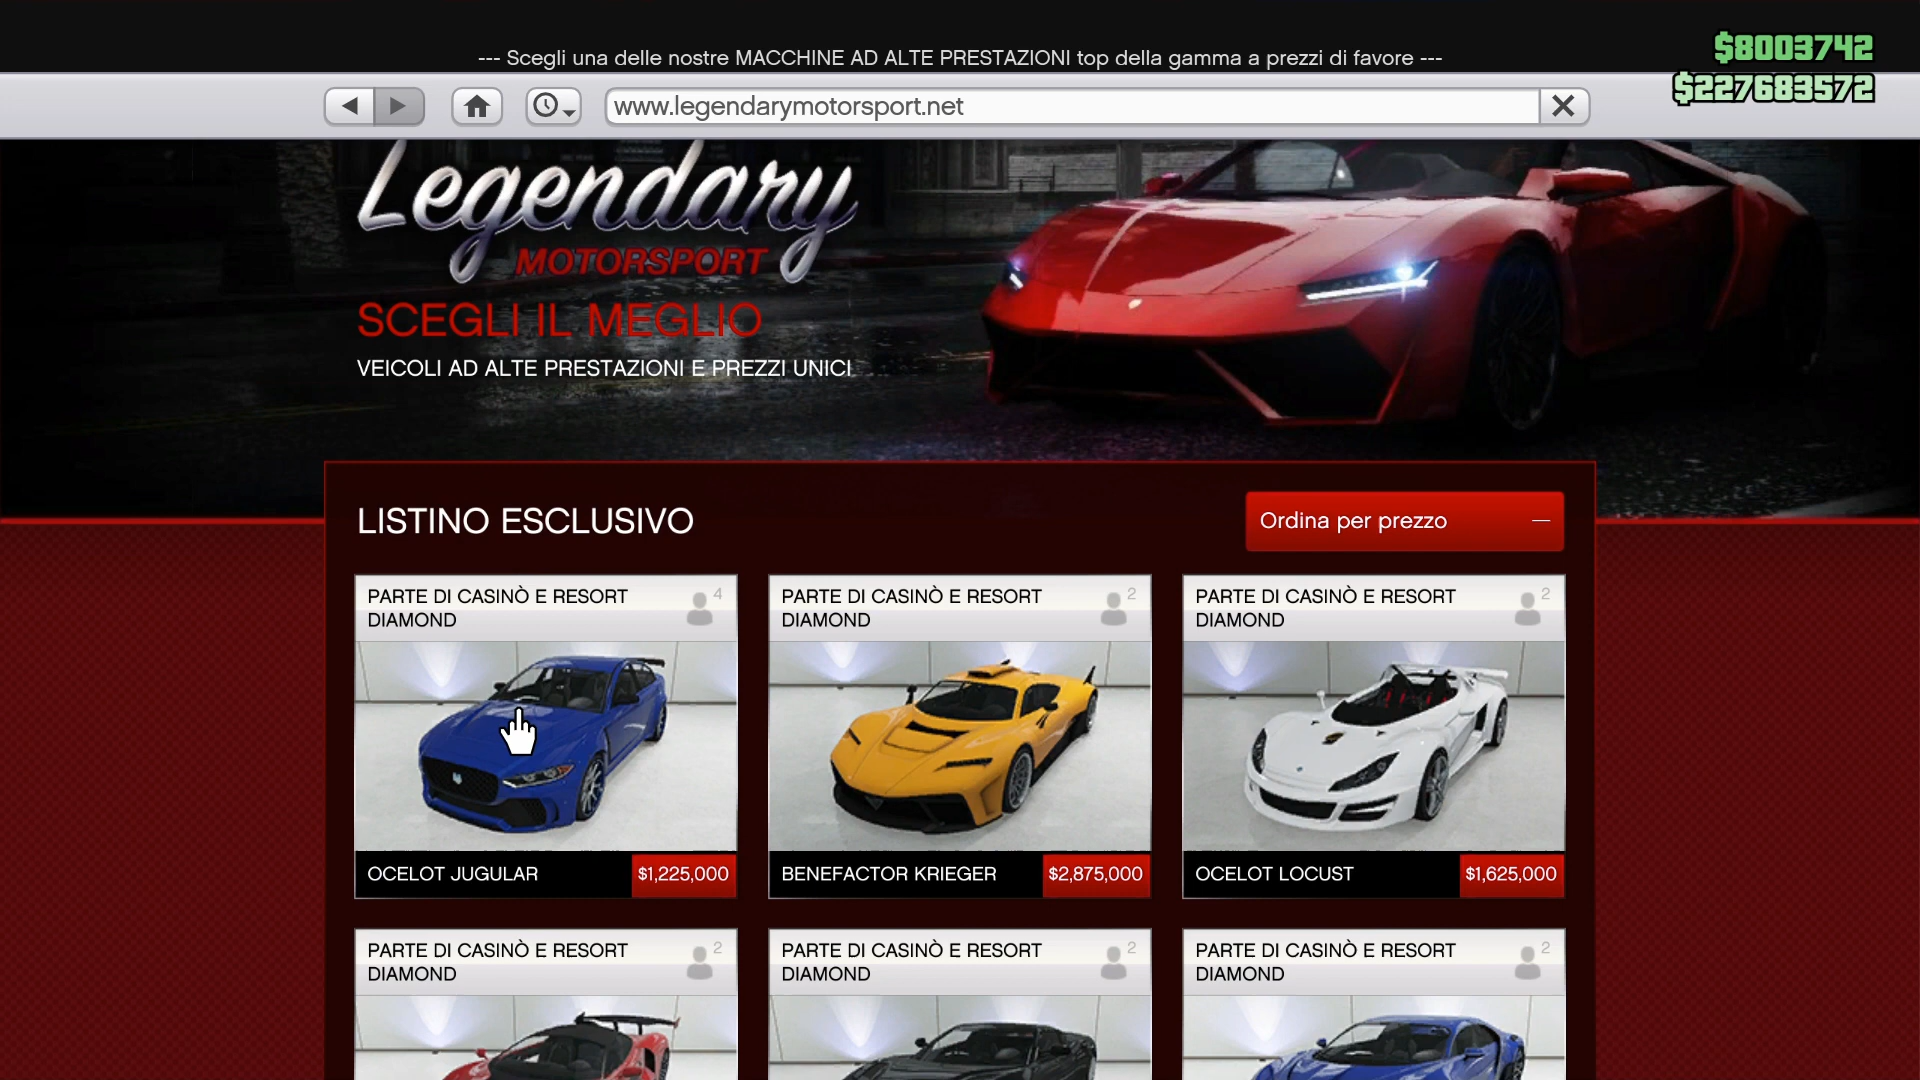 --- Scegli una delle nostre MACCHINE AD ALTE PRESTAZIONI top della gamma a prezzi di favore ---
$8003742
$227683572
www.legendarymotorsport.net
Legendary
MOTORSPORT
SCEGLI IL MEGLIO
VEICOLI AD ALTE PRESTAZIONI E PREZZI UNICI
LISTINO ESCLUSIVO
Ordina per prezzo
PARTE DI CASINÒ E RESORT
DIAMOND
4
OCELOT JUGULAR
$1,225,000
PARTE DI CASINÒ E RESORT
DIAMOND
2
BENEFACTOR KRIEGER
$2,875,000
PARTE DI CASINÒ E RESORT
DIAMOND
2
OCELOT LOCUST
$1,625,000
PARTE DI CASINÒ E RESORT
DIAMOND
2
PARTE DI CASINÒ E RESORT
DIAMOND
2
PARTE DI CASINÒ E RESORT
DIAMOND
2